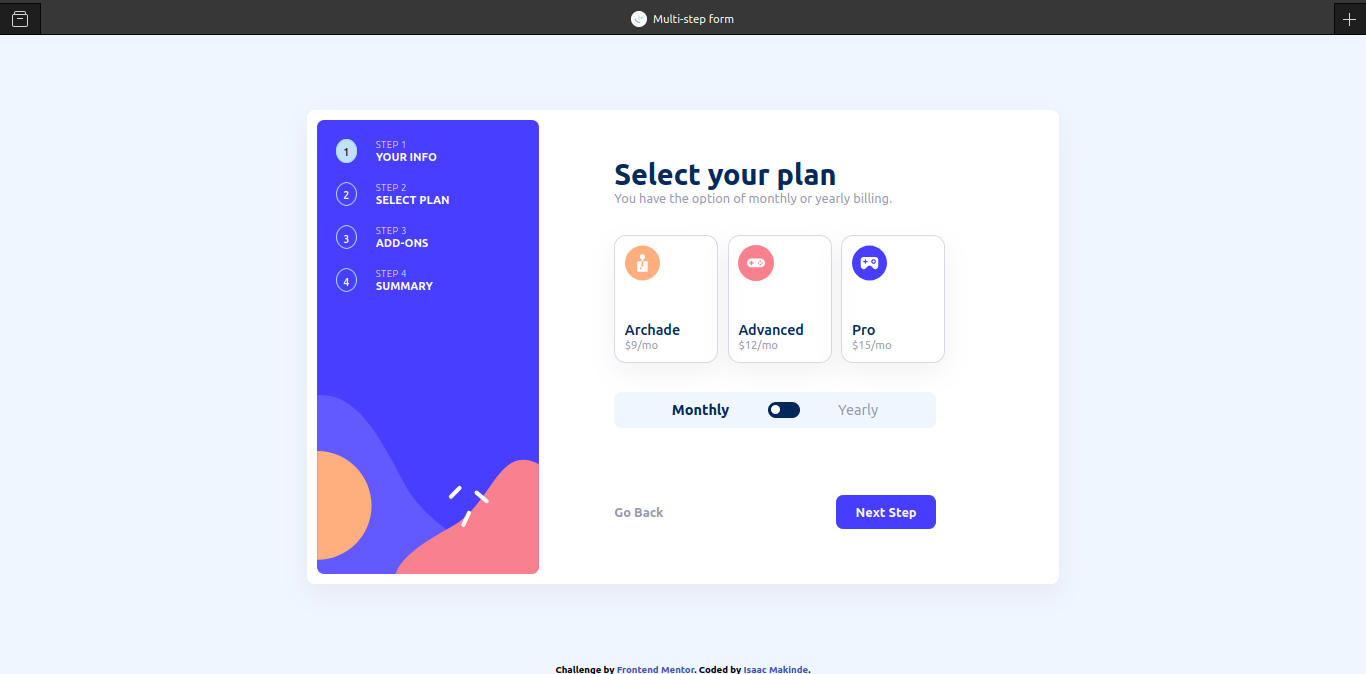 Multi-step form
1
STEP 1
YOUR INFO
2
STEP 2
SELECT PLAN
3
STEP 3
ADD-ONS
4
STEP 4
SUMMARY
Select your plan
You have the option of monthly or yearly billing.
Archade
$9/mo
Advanced
$12/mo
Pro
$15/mo
Monthly
Yearly
Go Back
Next Step
Challenge by Frontend Mentor. Coded by Isaac Makinde.